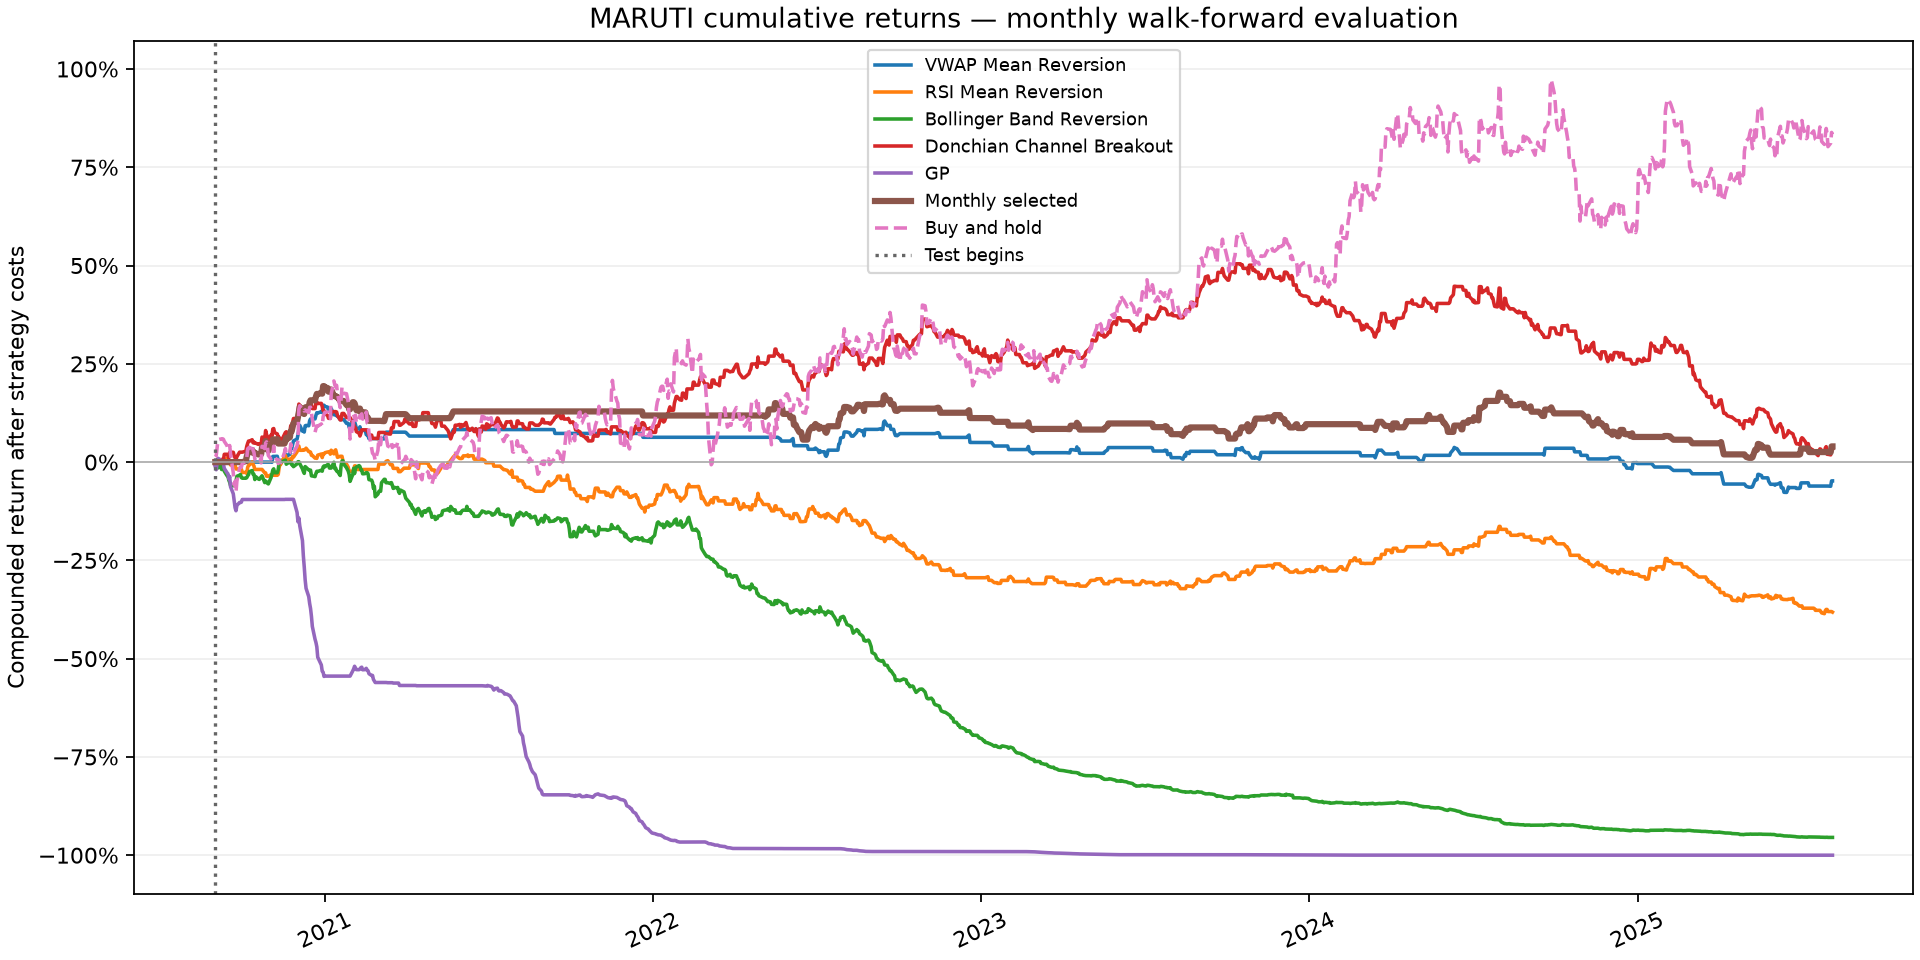 MARUTI cumulative returns — monthly walk-forward evaluation
Compounded return after strategy costs
100%
75%
50%
25%
0%
−25%
−50%
−75%
−100%
VWAP Mean Reversion
RSI Mean Reversion
Bollinger Band Reversion
Donchian Channel Breakout
GP
Monthly selected
Buy and hold
Test begins
2021
2022
2023
2024
2025